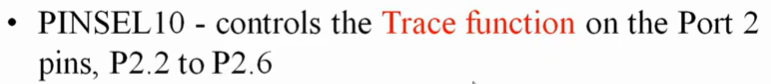 • PINSEL10 - controls the Trace function on the Port 2
pins, P2.2 to P2.6